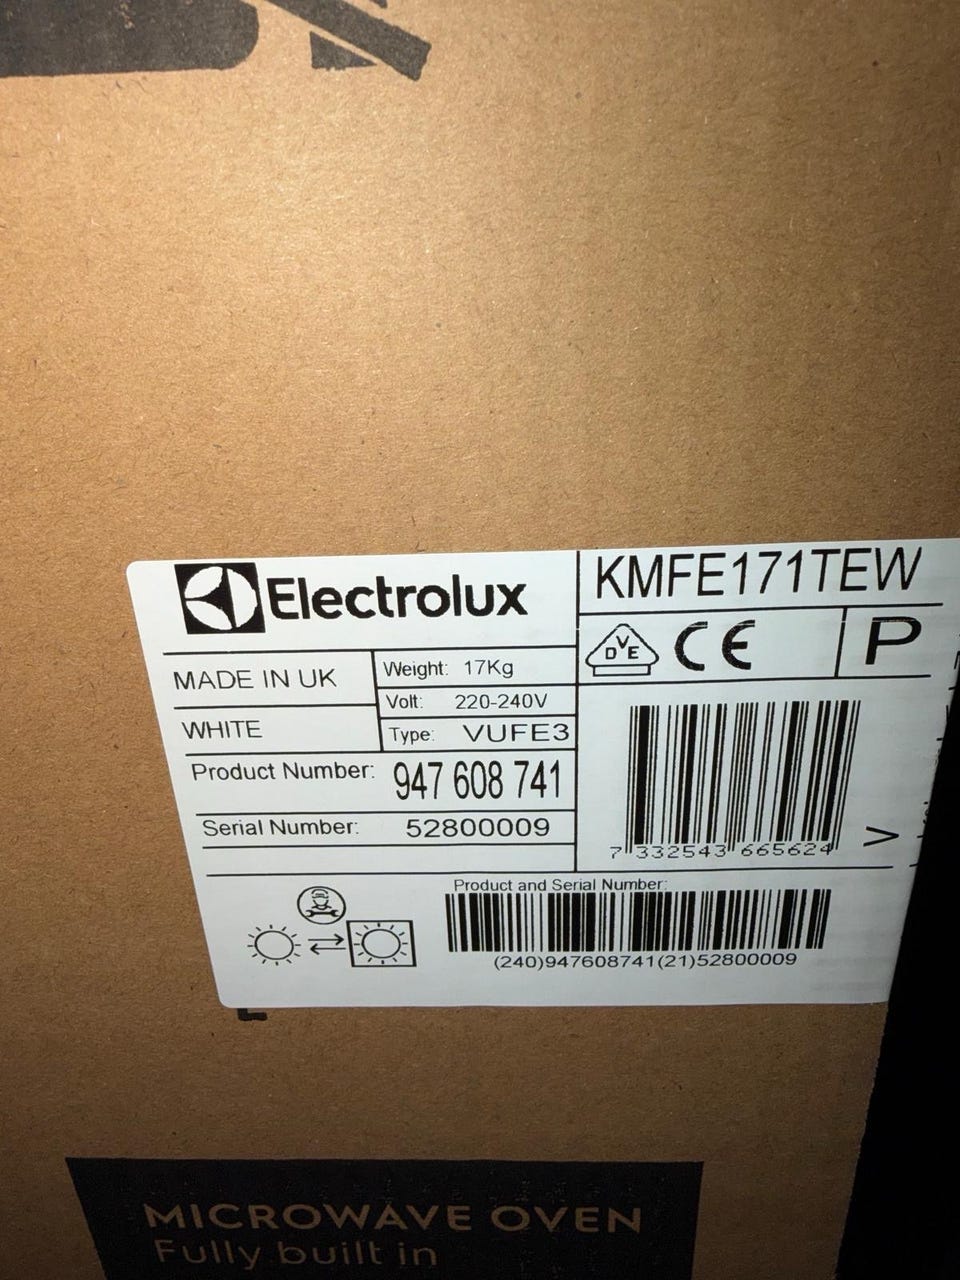 Electrolux
KMFE171TEW
MADE IN UK
Weight: 17Kg
Volt: 220-240V
WHITE
Type: VUFE3
DVE CE
P
Product Number: 947 608 741
Serial Number: 52800009
7 332543 665624 >
Product and Serial Number:
(240)947608741(21)52800009
MICROWAVE OVEN
Fully built in